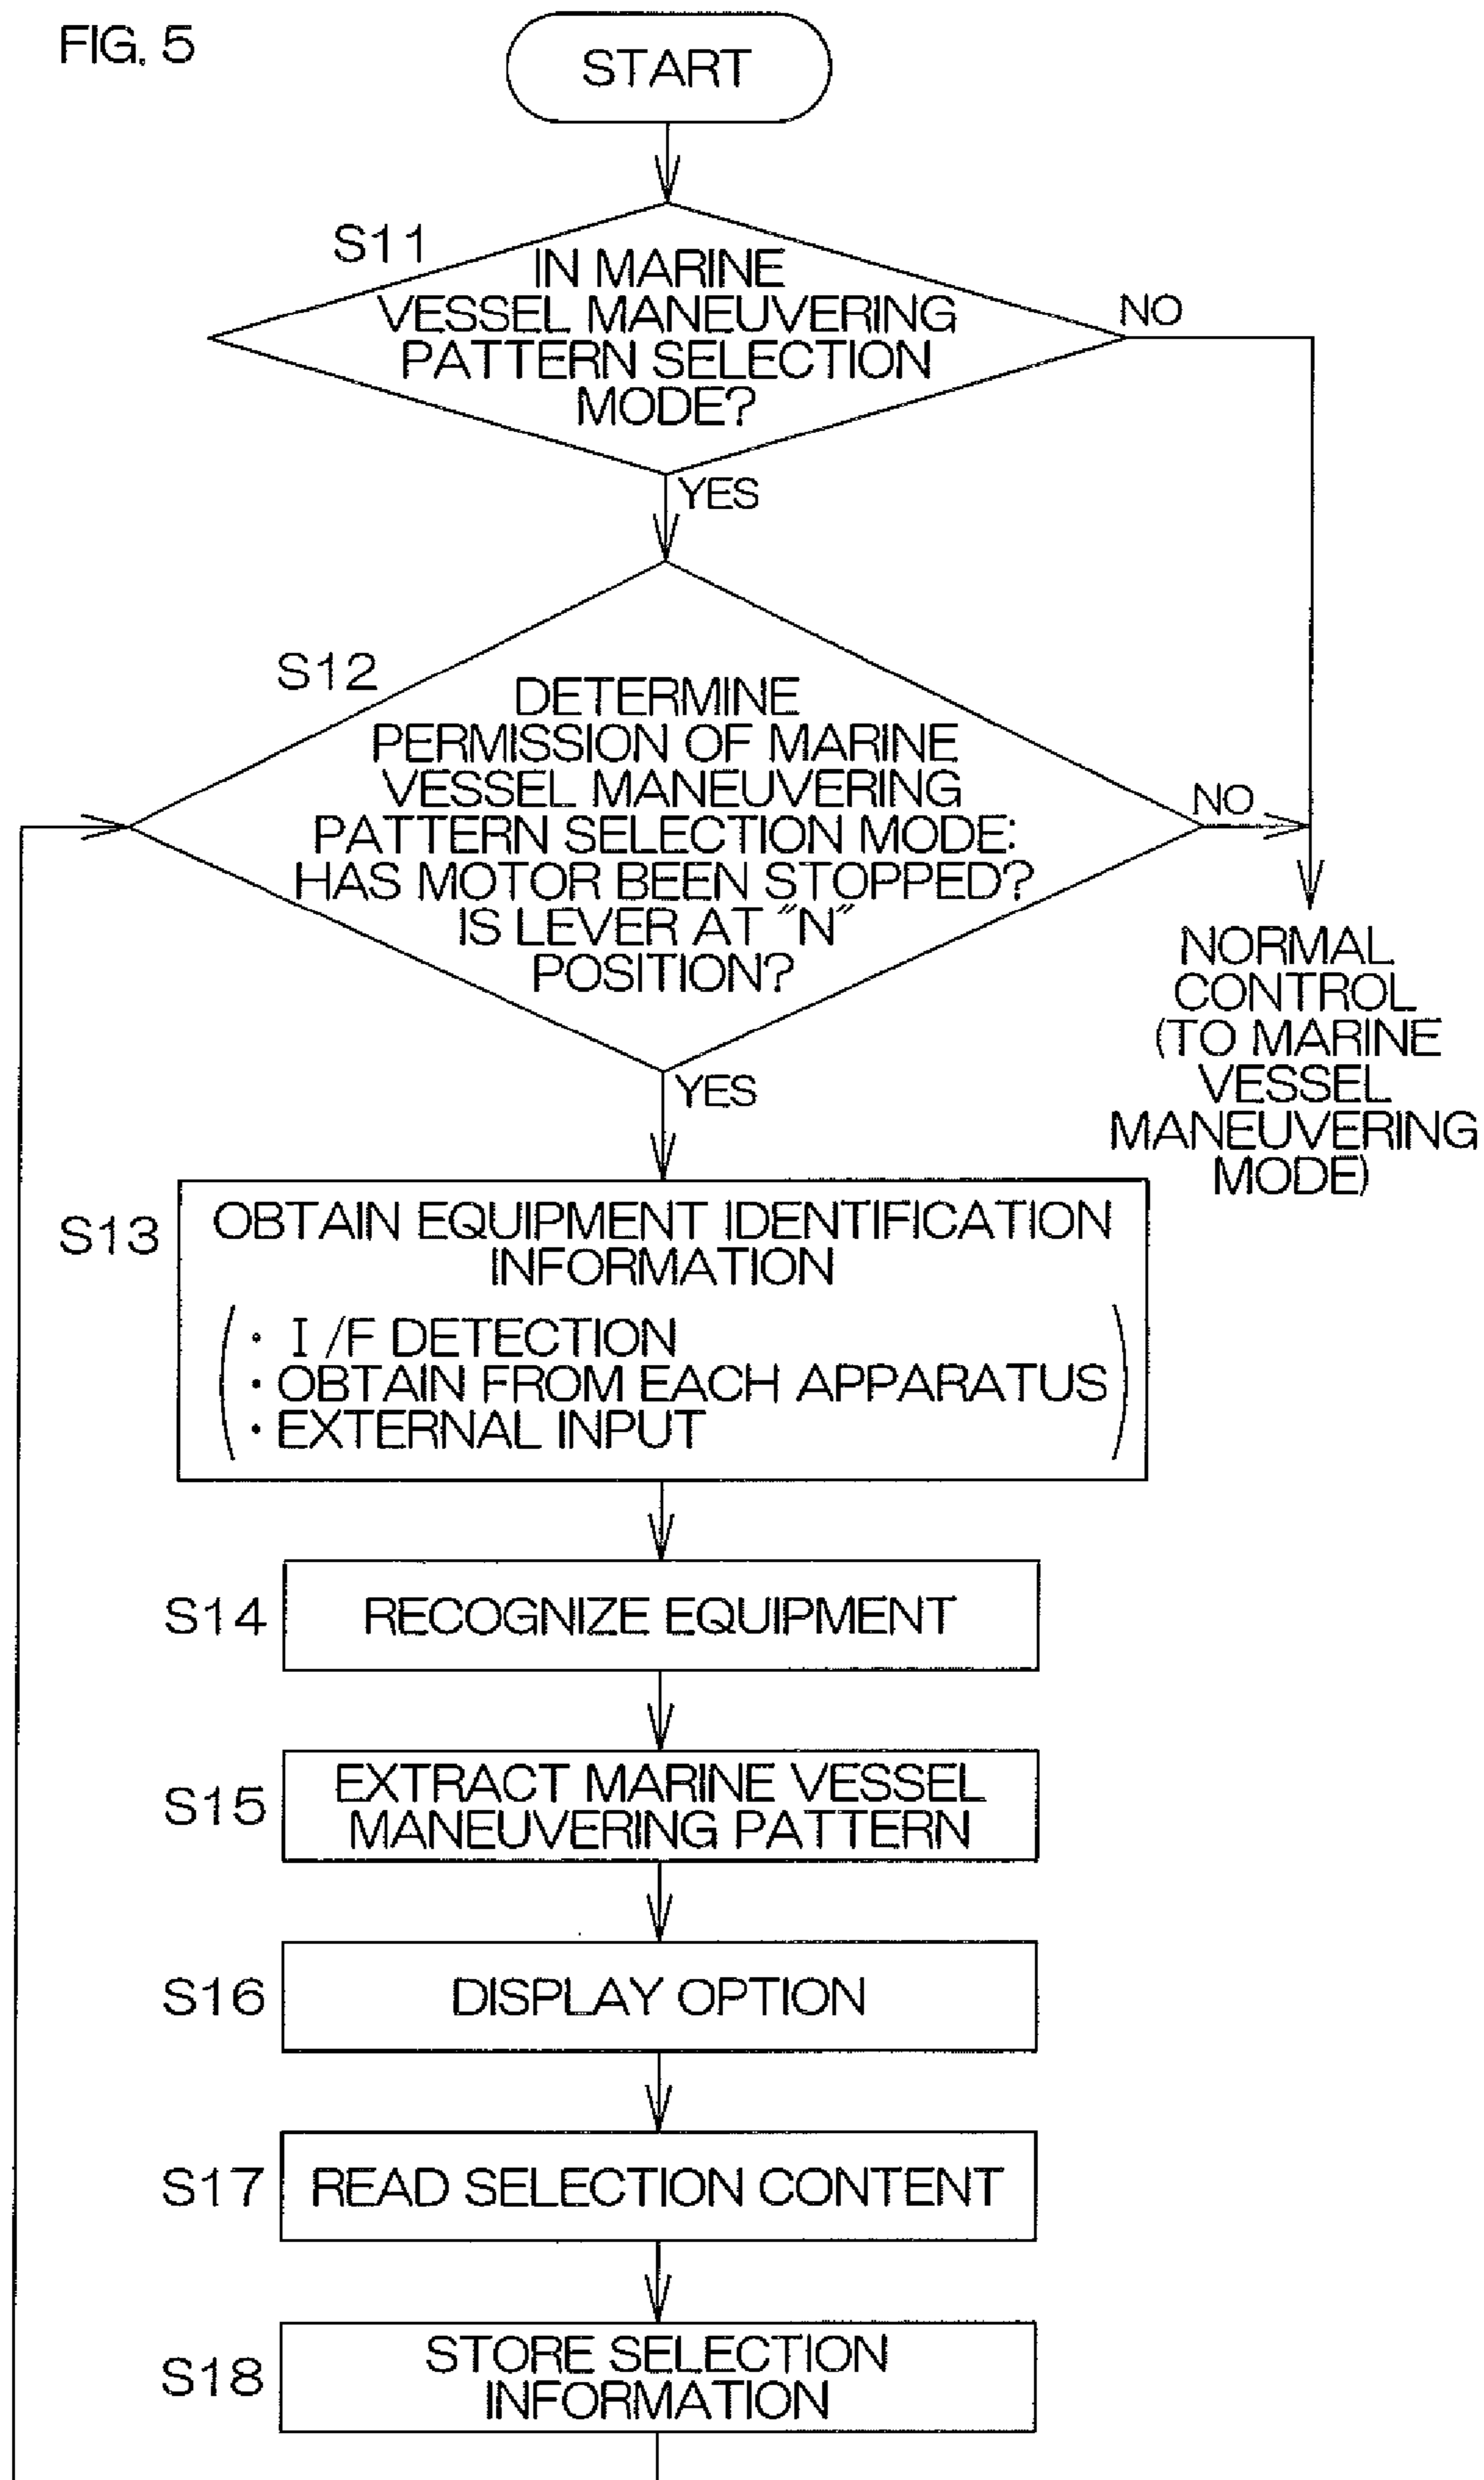 FIG. 5
START
S11
IN MARINE
VESSEL MANEUVERING
PATTERN SELECTION
MODE?
NO
YES
S12
DETERMINE
PERMISSION OF MARINE
VESSEL MANEUVERING
PATTERN SELECTION MODE:
HAS MOTOR BEEN STOPPED?
IS LEVER AT "N"
POSITION?
NO
YES
NORMAL
CONTROL
(TO MARINE
VESSEL
MANEUVERING
MODE)
S13
OBTAIN EQUIPMENT IDENTIFICATION
INFORMATION
· I/F DETECTION
· OBTAIN FROM EACH APPARATUS
· EXTERNAL INPUT
S14
RECOGNIZE EQUIPMENT
S15
EXTRACT MARINE VESSEL
MANEUVERING PATTERN
S16
DISPLAY OPTION
S17
READ SELECTION CONTENT
S18
STORE SELECTION
INFORMATION